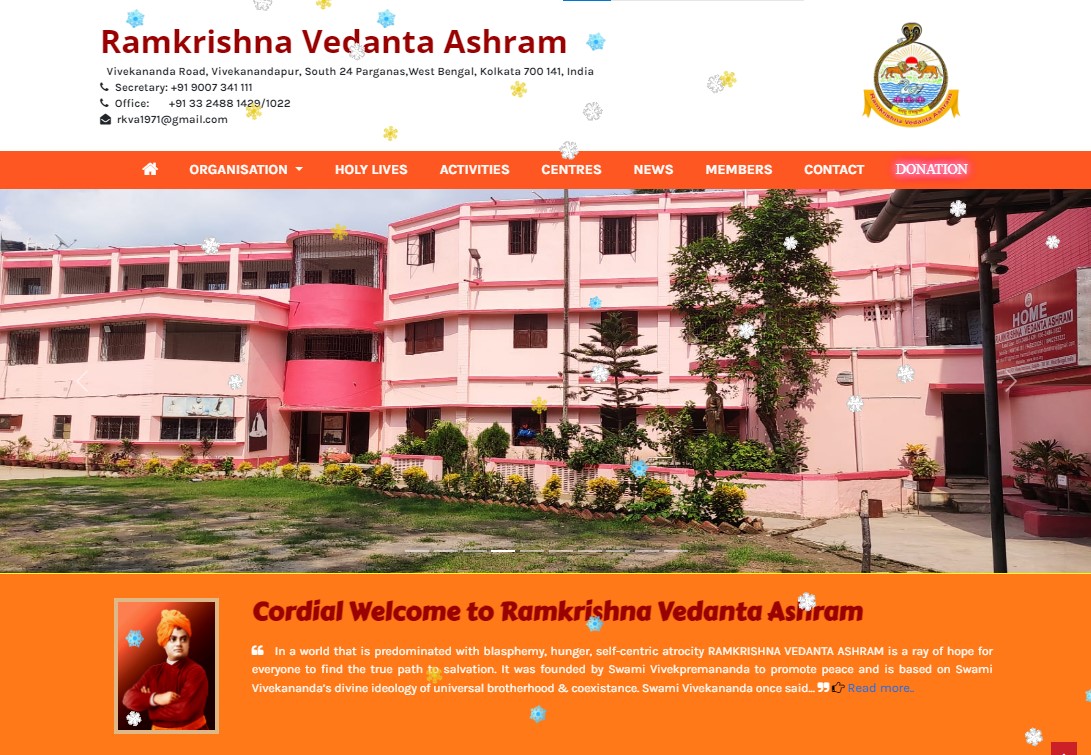 Ramkrishna Vedanta Ashram
Vivekananda Road, Vivekanandapur, South 24 Parganas,West Bengal, Kolkata 700 141, India
Secretary: +91 9007 341 111
Office: +91 33 2488 1429/1022
rkva1971@gmail.com
Ramkrishna Vedanta Ashram
ORGANISATION
HOLY LIVES
ACTIVITIES
CENTRES
NEWS
MEMBERS
CONTACT
DONATION
HOME
RAMKRISHNA VEDANTA ASHRAM
Cordial Welcome to Ramkrishna Vedanta Ashram
❝ In a world that is predominated with blasphemy, hunger, self-centric atrocity RAMKRISHNA VEDANTA ASHRAM is a ray of hope for
everyone to find the true path to salvation. It was founded by Swami Vivekpremananda to promote peace and is based on Swami
Vivekananda's divine ideology of universal brotherhood & coexistance. Swami Vivekananda once said... ❞ Read more..